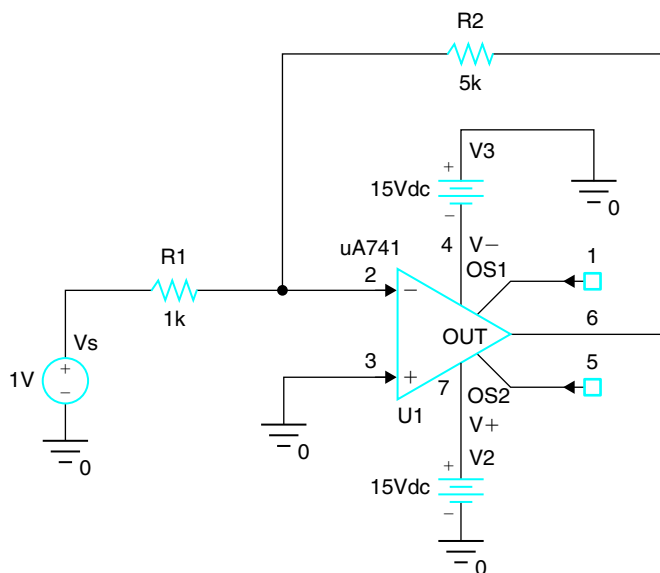 R2
5k
+ V3
15Vdc
−
0
4 V−
uA741 OS1
R1
1k
2 −
1
OUT 6
Vs
1V + −
3 +
7
5
U1 OS2
V+
0
0
+ V2
15Vdc
−
0